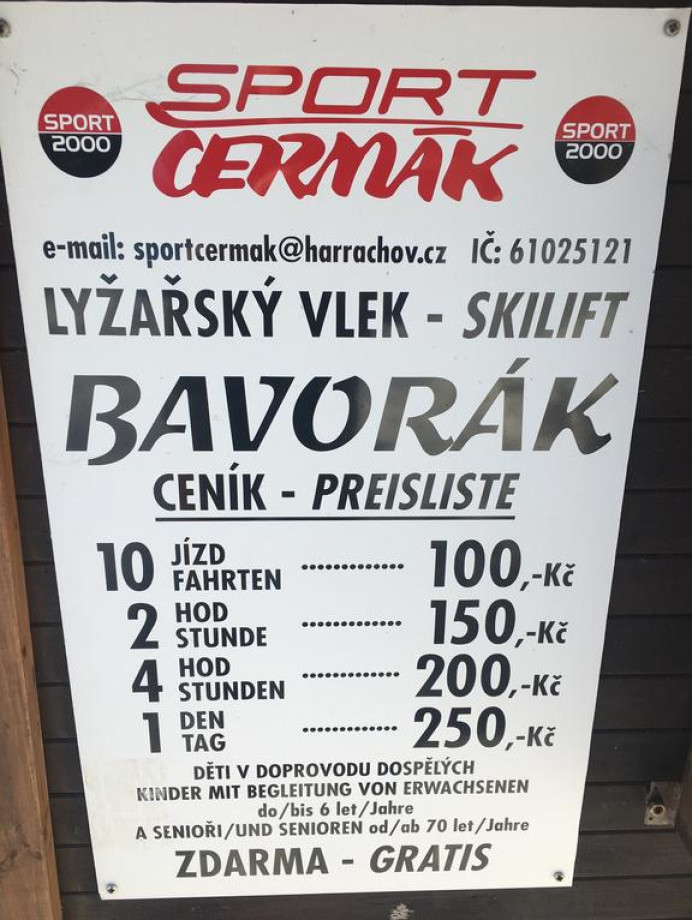 SPORT
ČERMÁK
SPORT
2000
SPORT
2000
e-mail: sportcermak@harrachov.cz IČ: 61025121
LYŽAŘSKÝ VLEK - SKILIFT
BAVORÁK
CENÍK - PREISLISTE
10 JÍZD FAHRTEN .............. 100,-Kč
2 HOD STUNDE .............. 150,-Kč
4 HOD STUNDEN .............. 200,-Kč
1 DEN TAG .............. 250,-Kč
DĚTI V DOPROVODU DOSPĚLÝCH
KINDER MIT BEGLEITUNG VON ERWACHSENEN
do/bis 6 let/Jahre
A SENIOŘI/UND SENIOREN od/ab 70 let/Jahre
ZDARMA - GRATIS